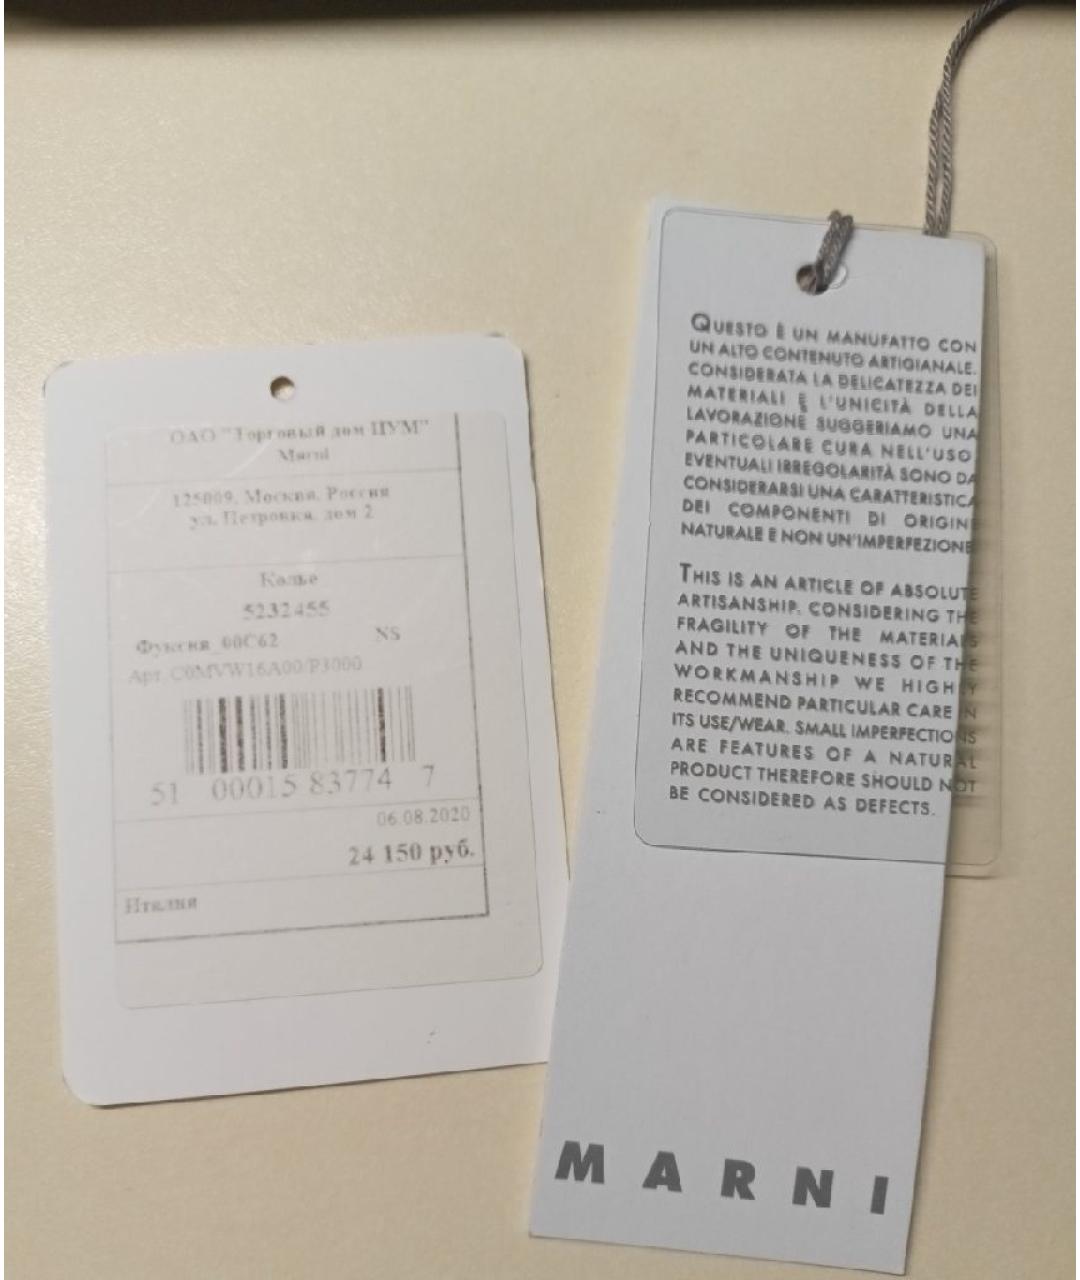 ОАО "Торговый дом ЦУМ"
Marni
125009, Москва, Россия
ул. Петровка, дом 2
Колье
5232455
Фуксия_00C62 NS
Арт. C0MVW16A00/P3000
51 00015 83774 7
06.08.2020
24 150 руб.
Италия
QUESTO È UN MANUFATTO CON
UN ALTO CONTENUTO ARTIGIANALE.
CONSIDERATA LA DELICATEZZA DEI
MATERIALI E L'UNICITÀ DELLA
LAVORAZIONE SUGGERIAMO UNA
PARTICOLARE CURA NELL'USO
EVENTUALI IRREGOLARITÀ SONO DA
CONSIDERARSI UNA CARATTERISTICA
DEI COMPONENTI DI ORIGINE
NATURALE E NON UN'IMPERFEZIONE
THIS IS AN ARTICLE OF ABSOLUTE
ARTISANSHIP. CONSIDERING THE
FRAGILITY OF THE MATERIALS
AND THE UNIQUENESS OF THE
WORKMANSHIP WE HIGHLY
RECOMMEND PARTICULAR CARE IN
ITS USE/WEAR. SMALL IMPERFECTIONS
ARE FEATURES OF A NATURAL
PRODUCT THEREFORE SHOULD NOT
BE CONSIDERED AS DEFECTS.
MARNI